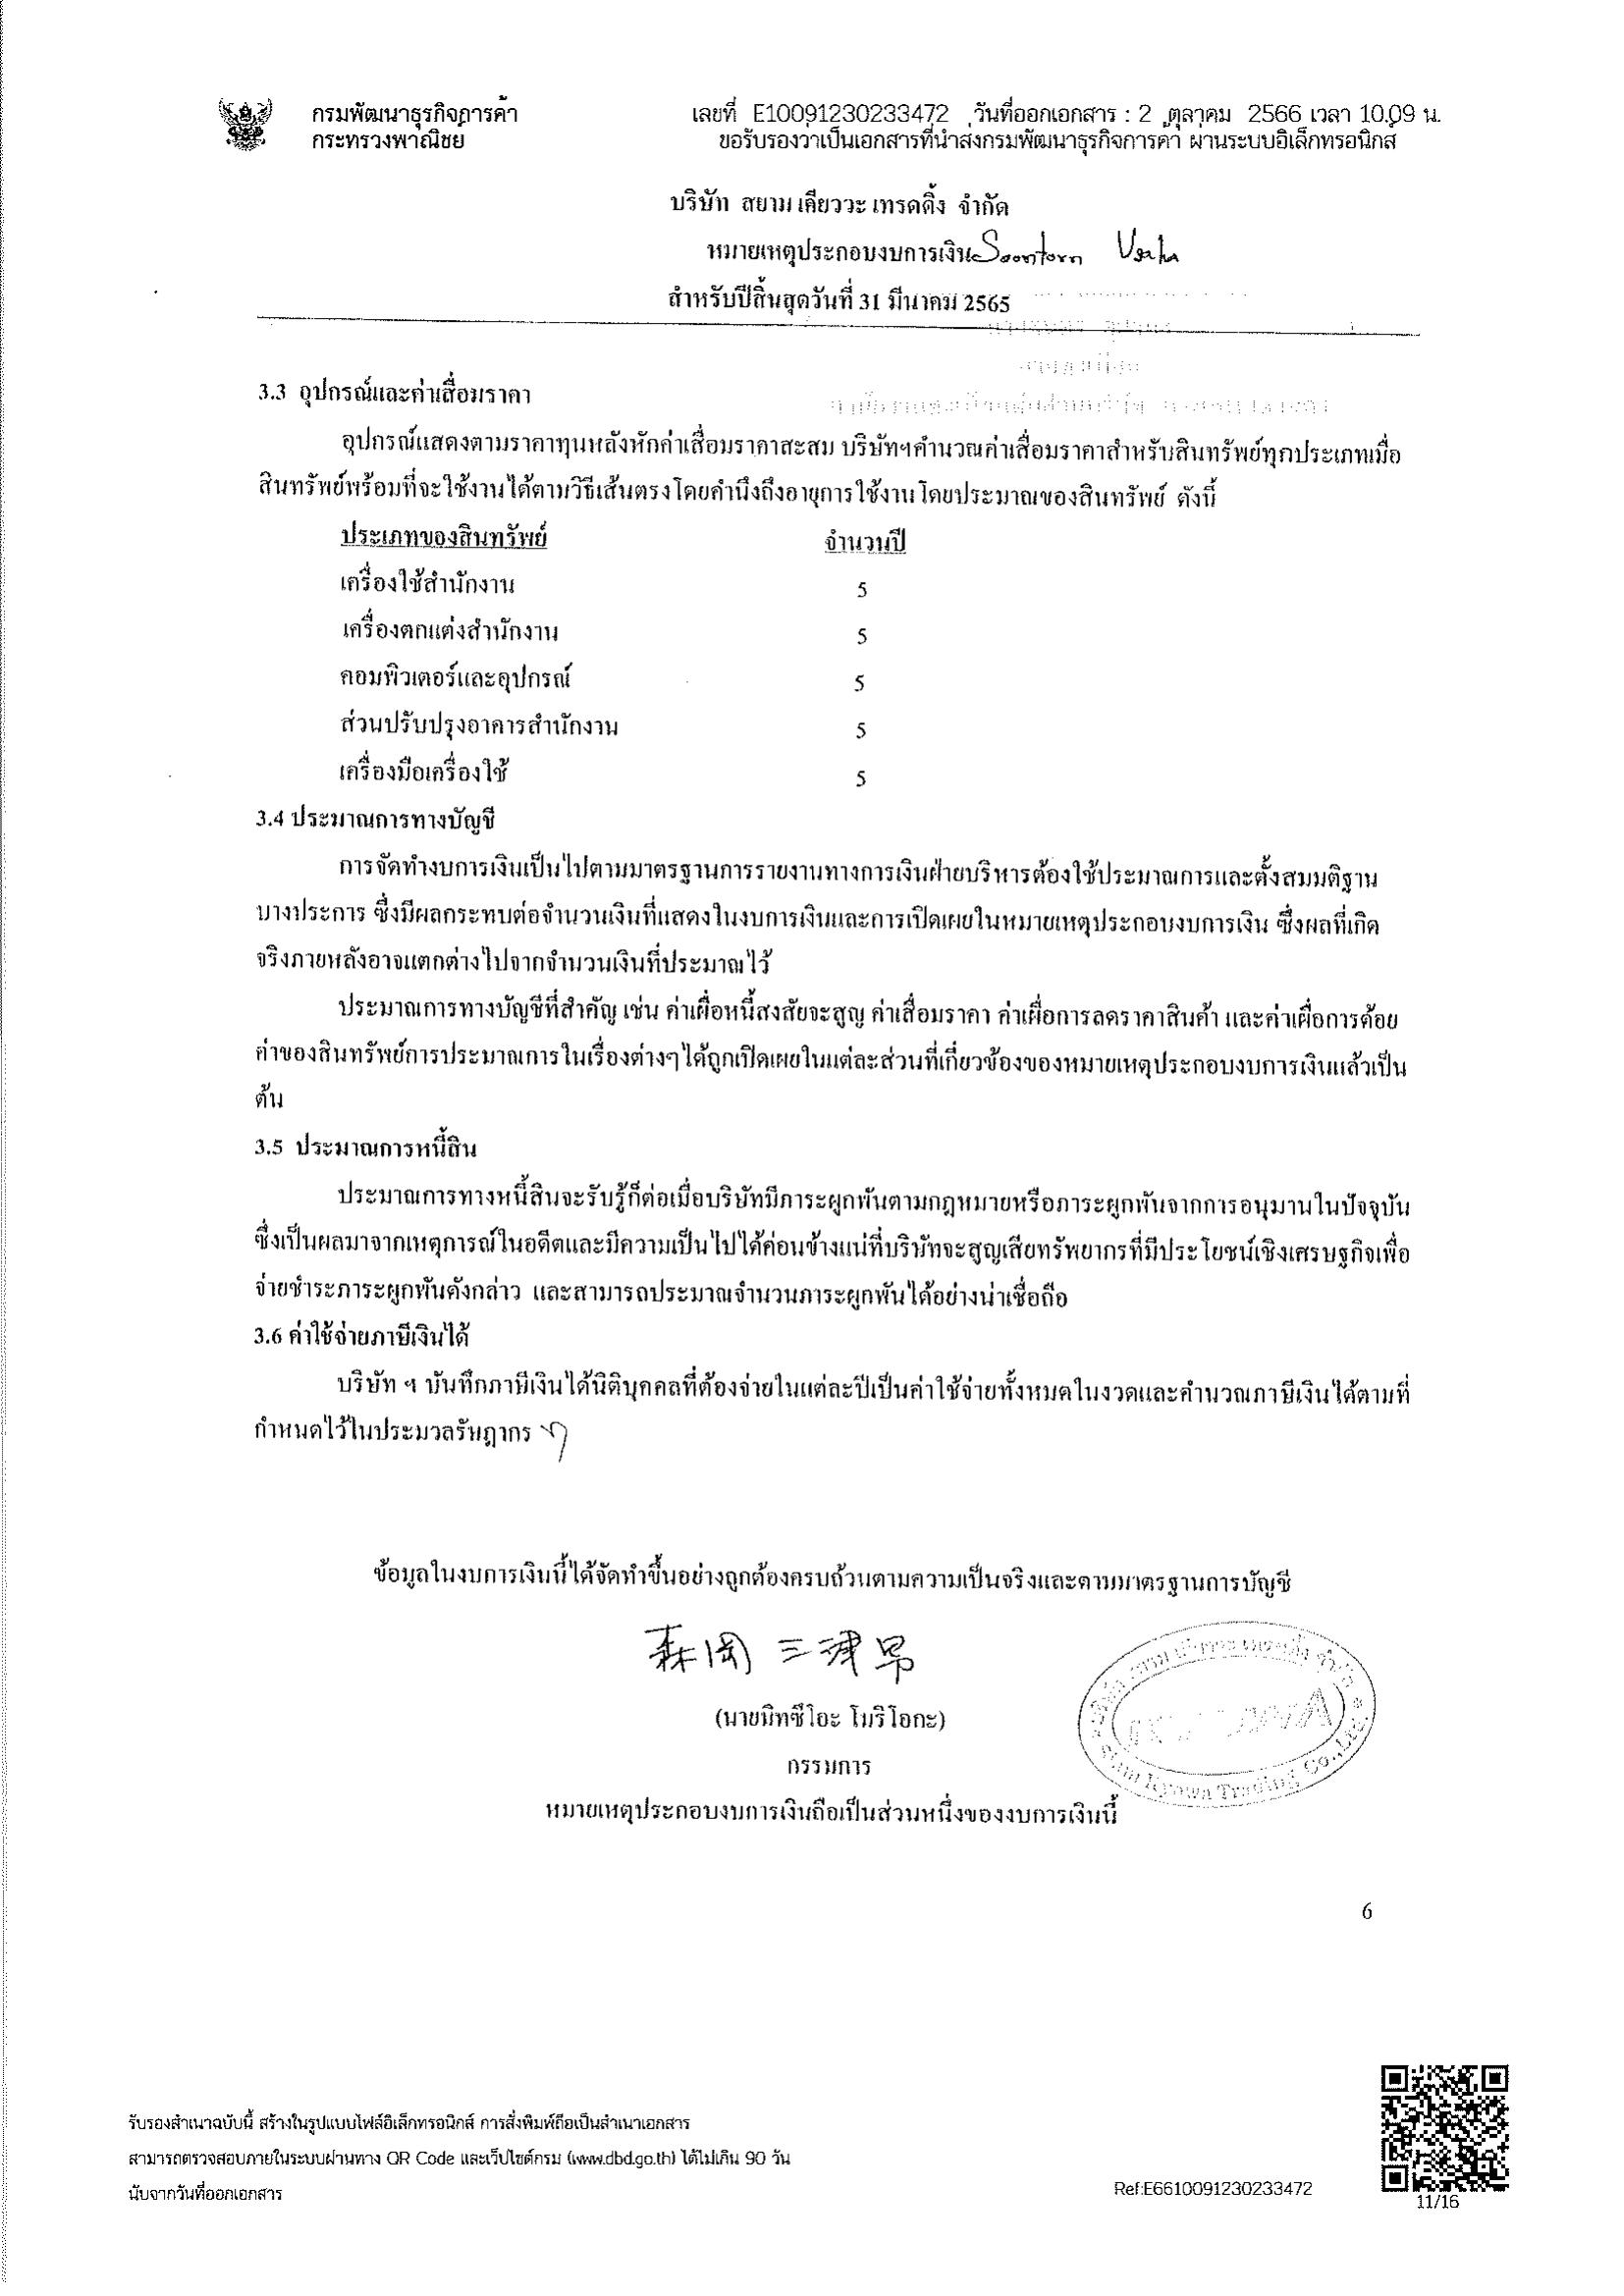 กรมพัฒนาธุรกิจการค้า
กระทรวงพาณิชย์
เลขที่ E10091230233472 วันที่ออกเอกสาร : 2 ตุลาคม 2566 เวลา 10.09 น.
ขอรับรองว่าเป็นเอกสารที่นำส่งกรมพัฒนาธุรกิจการค้า ผ่านระบบอิเล็กทรอนิกส์
บริษัท สยาม เคียววะ เทรดดิ้ง จำกัด
หมายเหตุประกอบงบการเงิน Soontorn
สำหรับปีสิ้นสุดวันที่ 31 มีนาคม 2565
3.3 อุปกรณ์และค่าเสื่อมราคา
อุปกรณ์แสดงตามราคาทุนหลังหักค่าเสื่อมราคาสะสม บริษัทฯคำนวณค่าเสื่อมราคาสำหรับสินทรัพย์ทุกประเภทเมื่อ
สินทรัพย์พร้อมที่จะใช้งานได้ตามวิธีเส้นตรงโดยคำนึงถึงอายุการใช้งานโดยประมาณของสินทรัพย์ ดังนี้
ประเภทของสินทรัพย์ จำนวนปี
เครื่องใช้สำนักงาน 5
เครื่องตกแต่งสำนักงาน 5
คอมพิวเตอร์และอุปกรณ์ 5
ส่วนปรับปรุงอาคารสำนักงาน 5
เครื่องมือเครื่องใช้ 5
3.4 ประมาณการทางบัญชี
การจัดทำงบการเงินเป็นไปตามมาตรฐานการรายงานทางการเงินฝ่ายบริหารต้องใช้ประมาณการและตั้งสมมติฐาน
บางประการ ซึ่งมีผลกระทบต่อจำนวนเงินที่แสดงในงบการเงินและการเปิดเผยในหมายเหตุประกอบงบการเงิน ซึ่งผลที่เกิด
จริงภายหลังอาจแตกต่างไปจากจำนวนเงินที่ประมาณไว้
ประมาณการทางบัญชีที่สำคัญ เช่น ค่าเผื่อหนี้สงสัยจะสูญ ค่าเสื่อมราคา ค่าเผื่อการลดราคาสินค้า และค่าเผื่อการด้อย
ค่าของสินทรัพย์การประมาณการในเรื่องต่างๆได้ถูกเปิดเผยในแต่ละส่วนที่เกี่ยวข้องของหมายเหตุประกอบงบการเงินแล้วเป็น
ต้น
3.5 ประมาณการหนี้สิน
ประมาณการทางหนี้สินจะรับรู้ก็ต่อเมื่อบริษัทมีภาระผูกพันตามกฎหมายหรือภาระผูกพันจากการอนุมานในปัจจุบัน
ซึ่งเป็นผลมาจากเหตุการณ์ในอดีตและมีความเป็นไปได้ค่อนข้างแน่ที่บริษัทจะสูญเสียทรัพยากรที่มีประโยชน์เชิงเศรษฐกิจเพื่อ
จ่ายชำระภาระผูกพันดังกล่าว และสามารถประมาณจำนวนภาระผูกพันได้อย่างน่าเชื่อถือ
3.6 ค่าใช้จ่ายภาษีเงินได้
บริษัท ฯ บันทึกภาษีเงินได้นิติบุคคลที่ต้องจ่ายในแต่ละปีเป็นค่าใช้จ่ายทั้งหมดในงวดและคำนวณภาษีเงินได้ตามที่
กำหนดไว้ในประมวลรัษฎากร
ข้อมูลในงบการเงินนี้ได้จัดทำขึ้นอย่างถูกต้องครบถ้วนตามความเป็นจริงและตามมาตรฐานการบัญชี
森岡 三津
(นายมิทซึโอะ โมริโอกะ)
กรรมการ
Kyowa Trading Co.,Ltd.
หมายเหตุประกอบงบการเงินถือเป็นส่วนหนึ่งของงบการเงินนี้
6
รับรองสำเนาฉบับนี้ สร้างในรูปแบบไฟล์อิเล็กทรอนิกส์ การสั่งพิมพ์ถือเป็นสำเนาเอกสาร
สามารถตรวจสอบภายในระบบผ่านทาง QR Code และเว็บไซต์กรม (www.dbd.go.th) ได้ไม่เกิน 90 วัน
นับจากวันที่ออกเอกสาร
Ref:E6610091230233472
11/16